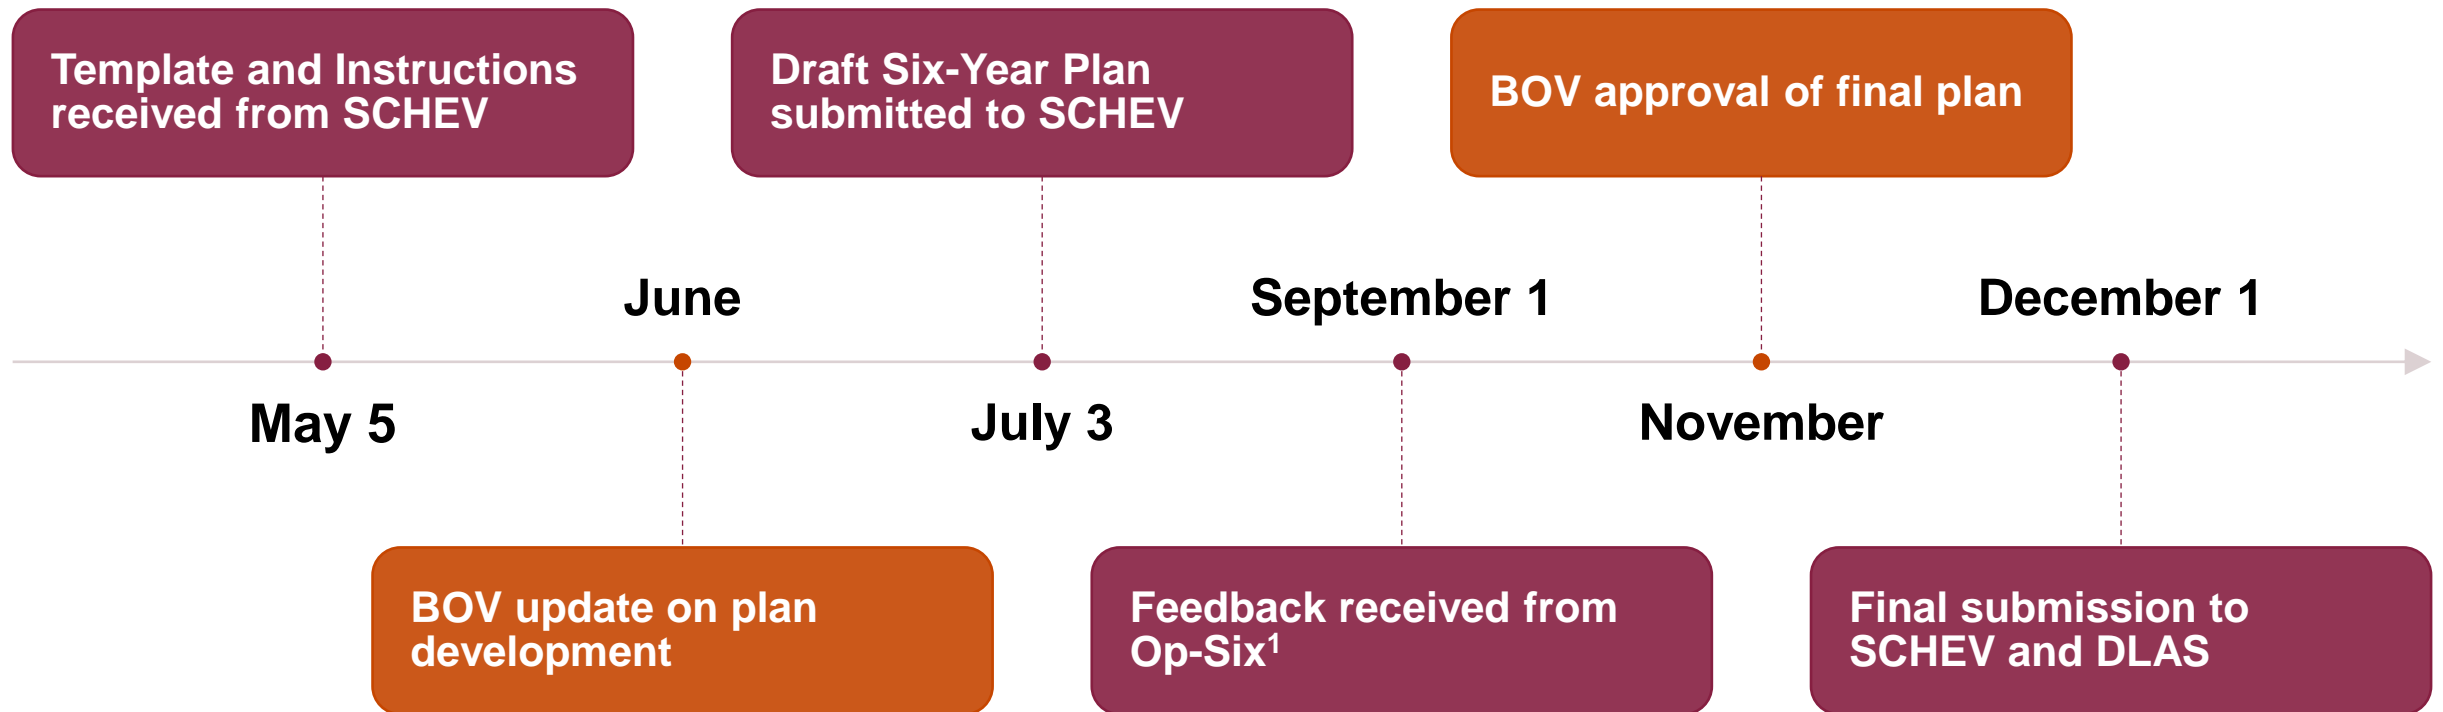 Template and Instructions
received from SCHEV
Draft Six-Year Plan
submitted to SCHEV
BOV approval of final plan
June
September 1
December 1
May 5
July 3
November
BOV update on plan
development
Feedback received from
Op-Six¹
Final submission to
SCHEV and DLAS